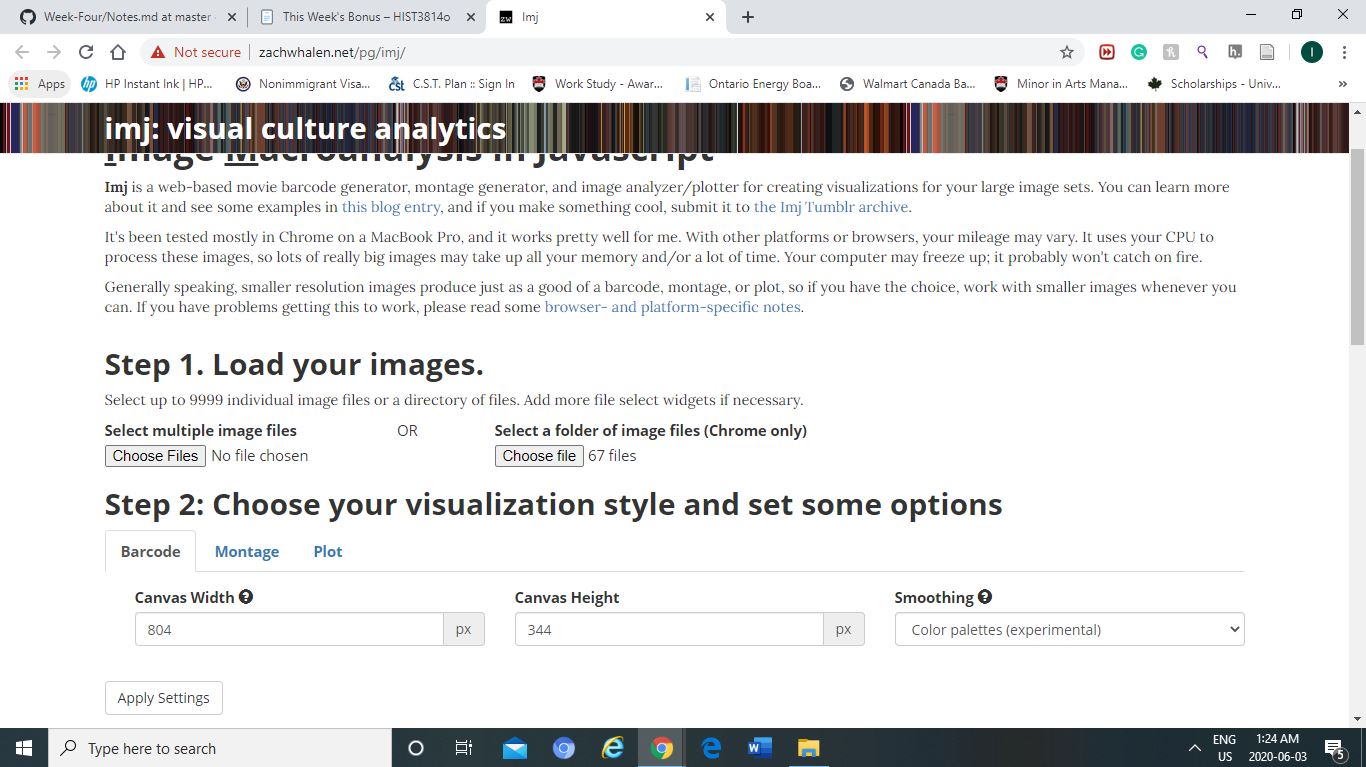 Week-Four/Notes.md at master
This Week's Bonus – HIST3814o
zw
Imj
Not secure
zachwhalen.net/pg/imj/
h.
I
Apps
HP Instant Ink | HP...
Nonimmigrant Visa...
C.S.T. Plan :: Sign In
Work Study - Awar...
Ontario Energy Boa...
Walmart Canada Ba...
Minor in Arts Mana...
Scholarships - Univ...
»
imj: visual culture analytics
Image Macroanalysis in Javascript
Imj is a web-based movie barcode generator, montage generator, and image analyzer/plotter for creating visualizations for your large image sets. You can learn more
about it and see some examples in this blog entry, and if you make something cool, submit it to the Imj Tumblr archive.
It's been tested mostly in Chrome on a MacBook Pro, and it works pretty well for me. With other platforms or browsers, your mileage may vary. It uses your CPU to
process these images, so lots of really big images may take up all your memory and/or a lot of time. Your computer may freeze up; it probably won't catch on fire.
Generally speaking, smaller resolution images produce just as a good of a barcode, montage, or plot, so if you have the choice, work with smaller images whenever you
can. If you have problems getting this to work, please read some browser- and platform-specific notes.
Step 1. Load your images.
Select up to 9999 individual image files or a directory of files. Add more file select widgets if necessary.
Select multiple image files
OR
Select a folder of image files (Chrome only)
Choose Files No file chosen
Choose file 67 files
Step 2: Choose your visualization style and set some options
Barcode
Montage
Plot
Canvas Width
Canvas Height
Smoothing
804 px
344 px
Color palettes (experimental)
Apply Settings
Type here to search
ENG
US
1:24 AM
2020-06-03
5